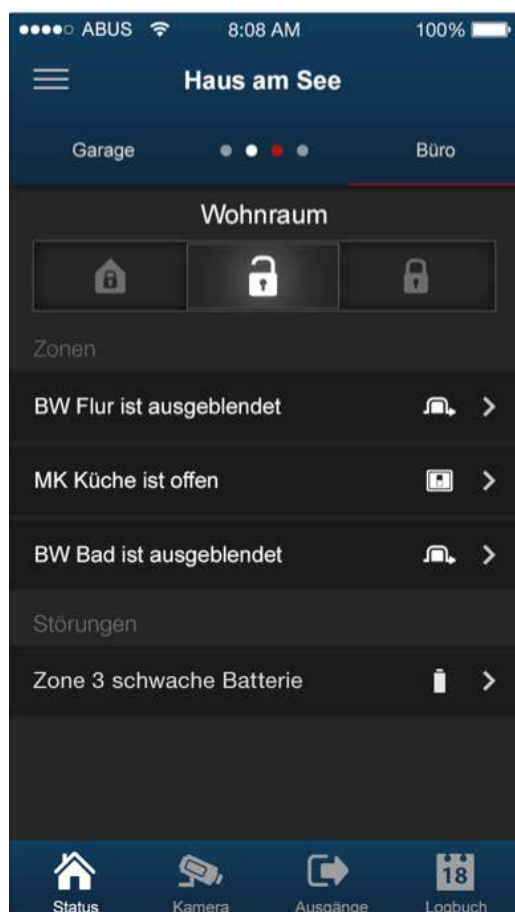 ABUS 8:08 AM 100%
Haus am See
Garage Büro
Wohnraum
Zonen
BW Flur ist ausgeblendet
MK Küche ist offen
BW Bad ist ausgeblendet
Störungen
Zone 3 schwache Batterie
18
Status Kamera Ausgänge Logbuch